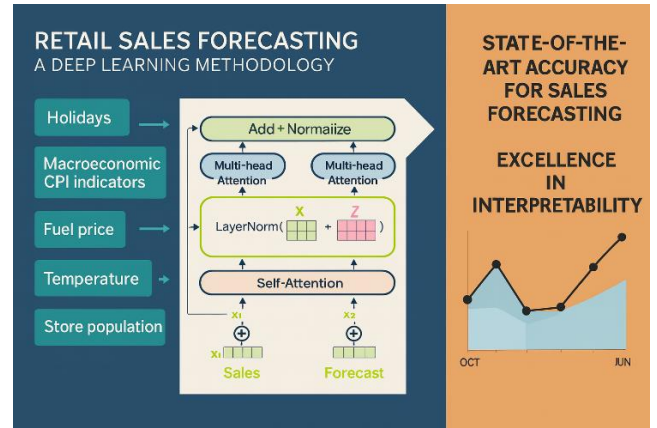 RETAIL SALES FORECASTING
A DEEP LEARNING METHODOLOGY
Holidays
Macroeconomic
CPI indicators
Fuel price
Temperature
Store population
Add + Normaiize
Multi-head
Attention
Multi-head
Attention
X
Z
LayerNorm( + )
Self-Attention
x₁
x₂
x₁
Sales
Forecast
STATE-OF-THE-
ART ACCURACY
FOR SALES
FORECASTING
EXCELLENCE
IN
INTERPRETABILITY
OCT
JUN